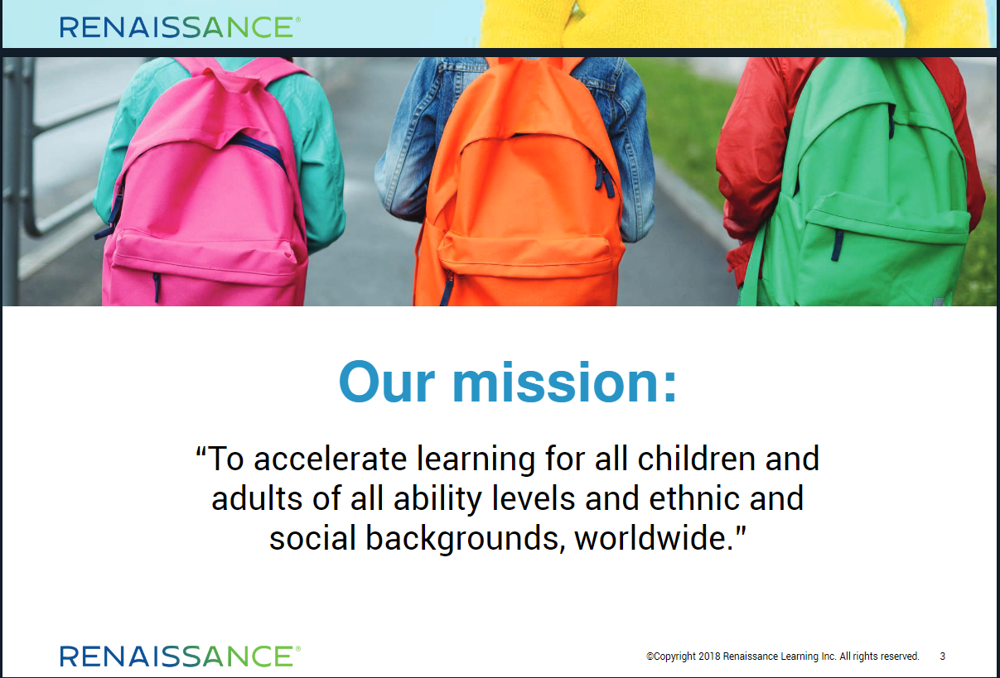 RENAISSANCE®
Our mission:
“To accelerate learning for all children and
adults of all ability levels and ethnic and
social backgrounds, worldwide.”
RENAISSANCE®
©Copyright 2018 Renaissance Learning Inc. All rights reserved. 3